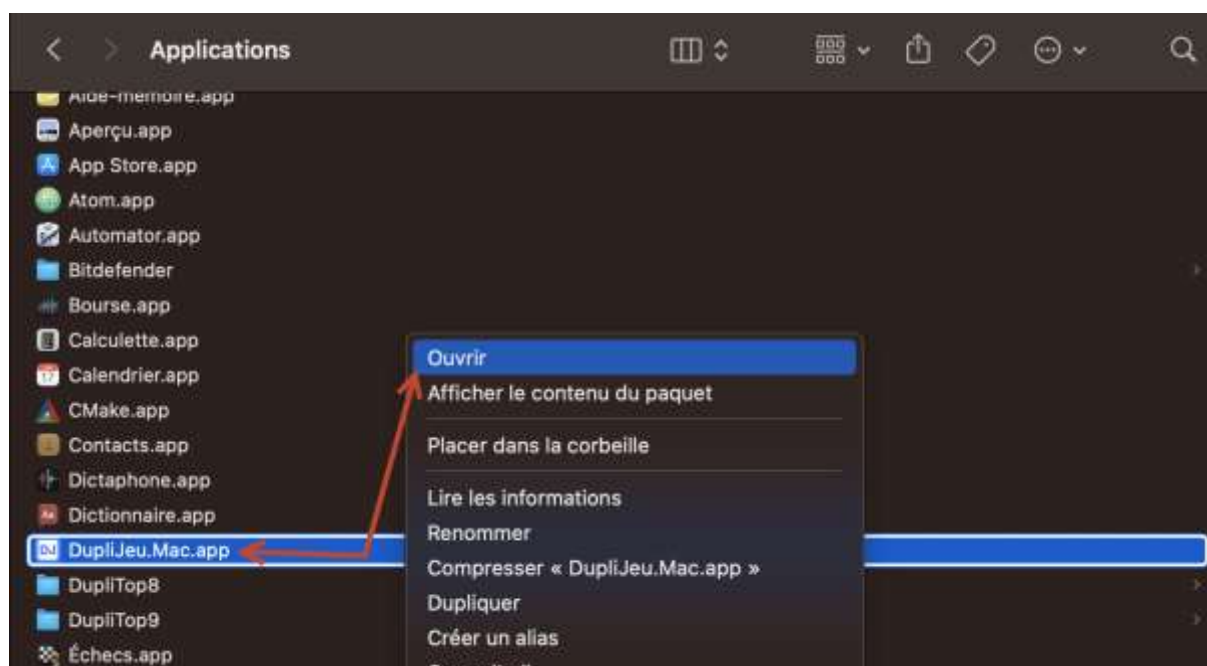 Applications
Aide-memoire.app
Aperçu.app
App Store.app
Atom.app
Automator.app
Bitdefender
Bourse.app
Calculette.app
Calendrier.app
CMake.app
Contacts.app
Dictaphone.app
Dictionnaire.app
DupliJeu.Mac.app
DupliTop8
DupliTop9
Échecs.app
Ouvrir
Afficher le contenu du paquet
Placer dans la corbeille
Lire les informations
Renommer
Compresser « DupliJeu.Mac.app »
Dupliquer
Créer un alias